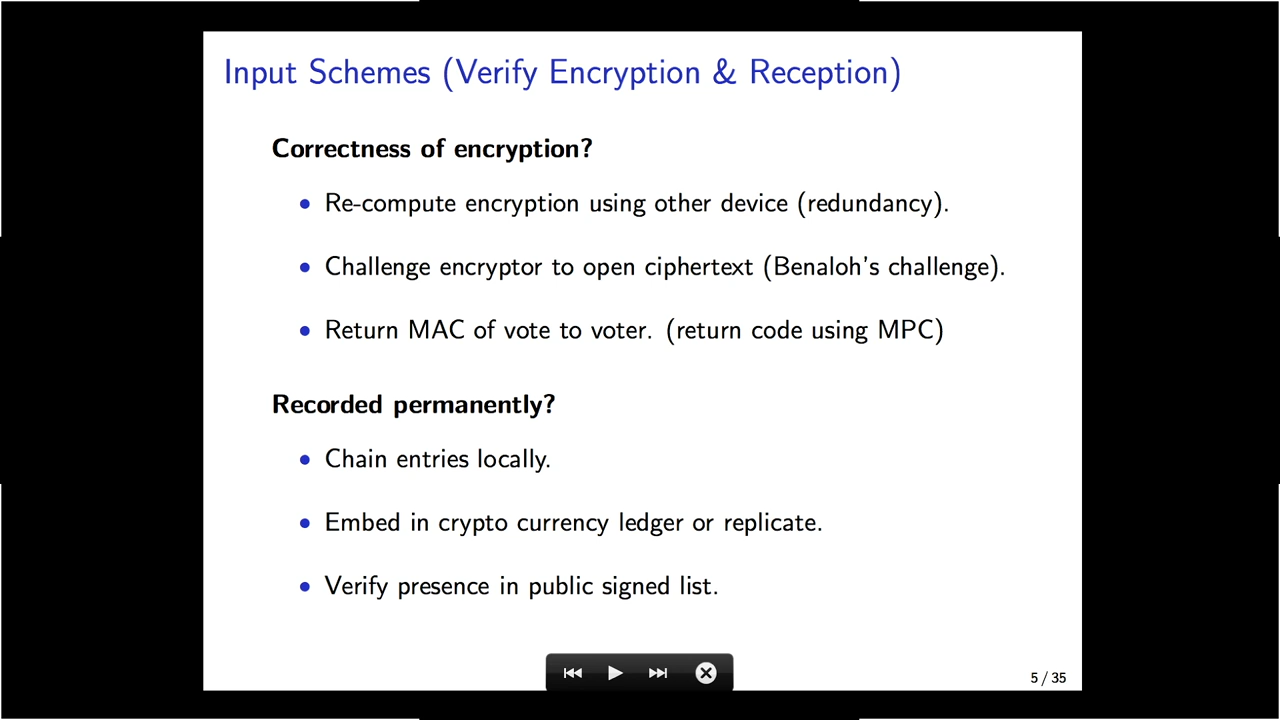 Input Schemes (Verify Encryption & Reception)
Correctness of encryption?
• Re-compute encryption using other device (redundancy).
• Challenge encryptor to open ciphertext (Benaloh's challenge).
• Return MAC of vote to voter. (return code using MPC)
Recorded permanently?
• Chain entries locally.
• Embed in crypto currency ledger or replicate.
• Verify presence in public signed list.
5 / 35